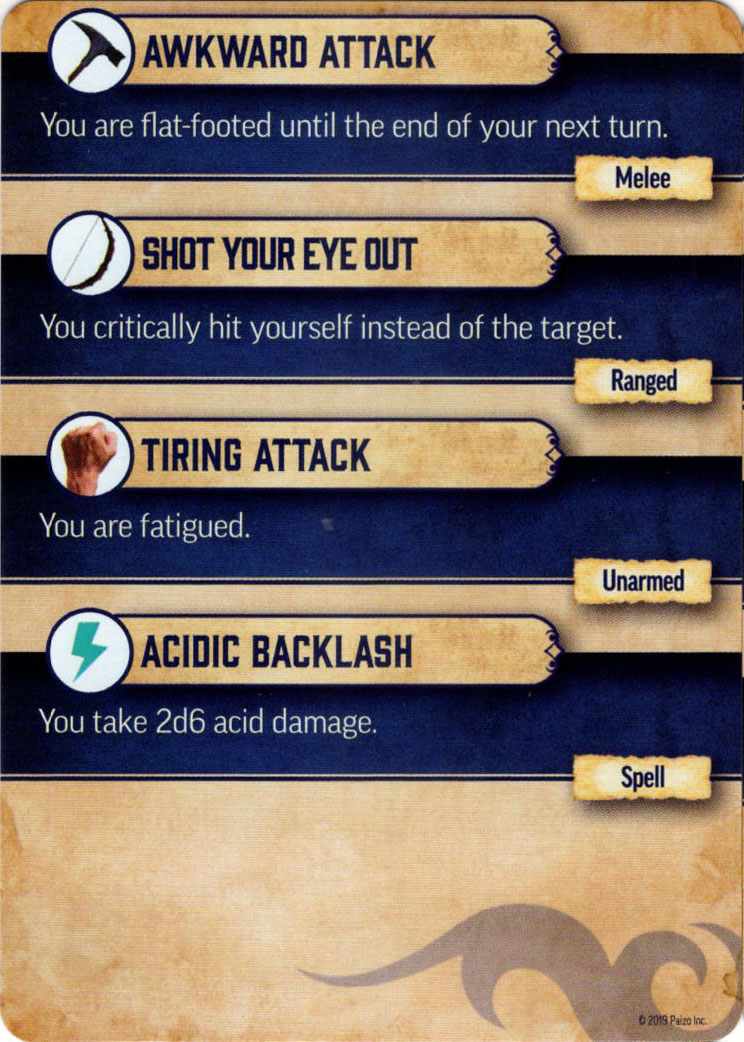 AWKWARD ATTACK
You are flat-footed until the end of your next turn.
Melee
SHOT YOUR EYE OUT
You critically hit yourself instead of the target.
Ranged
TIRING ATTACK
You are fatigued.
Unarmed
ACIDIC BACKLASH
You take 2d6 acid damage.
Spell
© 2019 Paizo Inc.